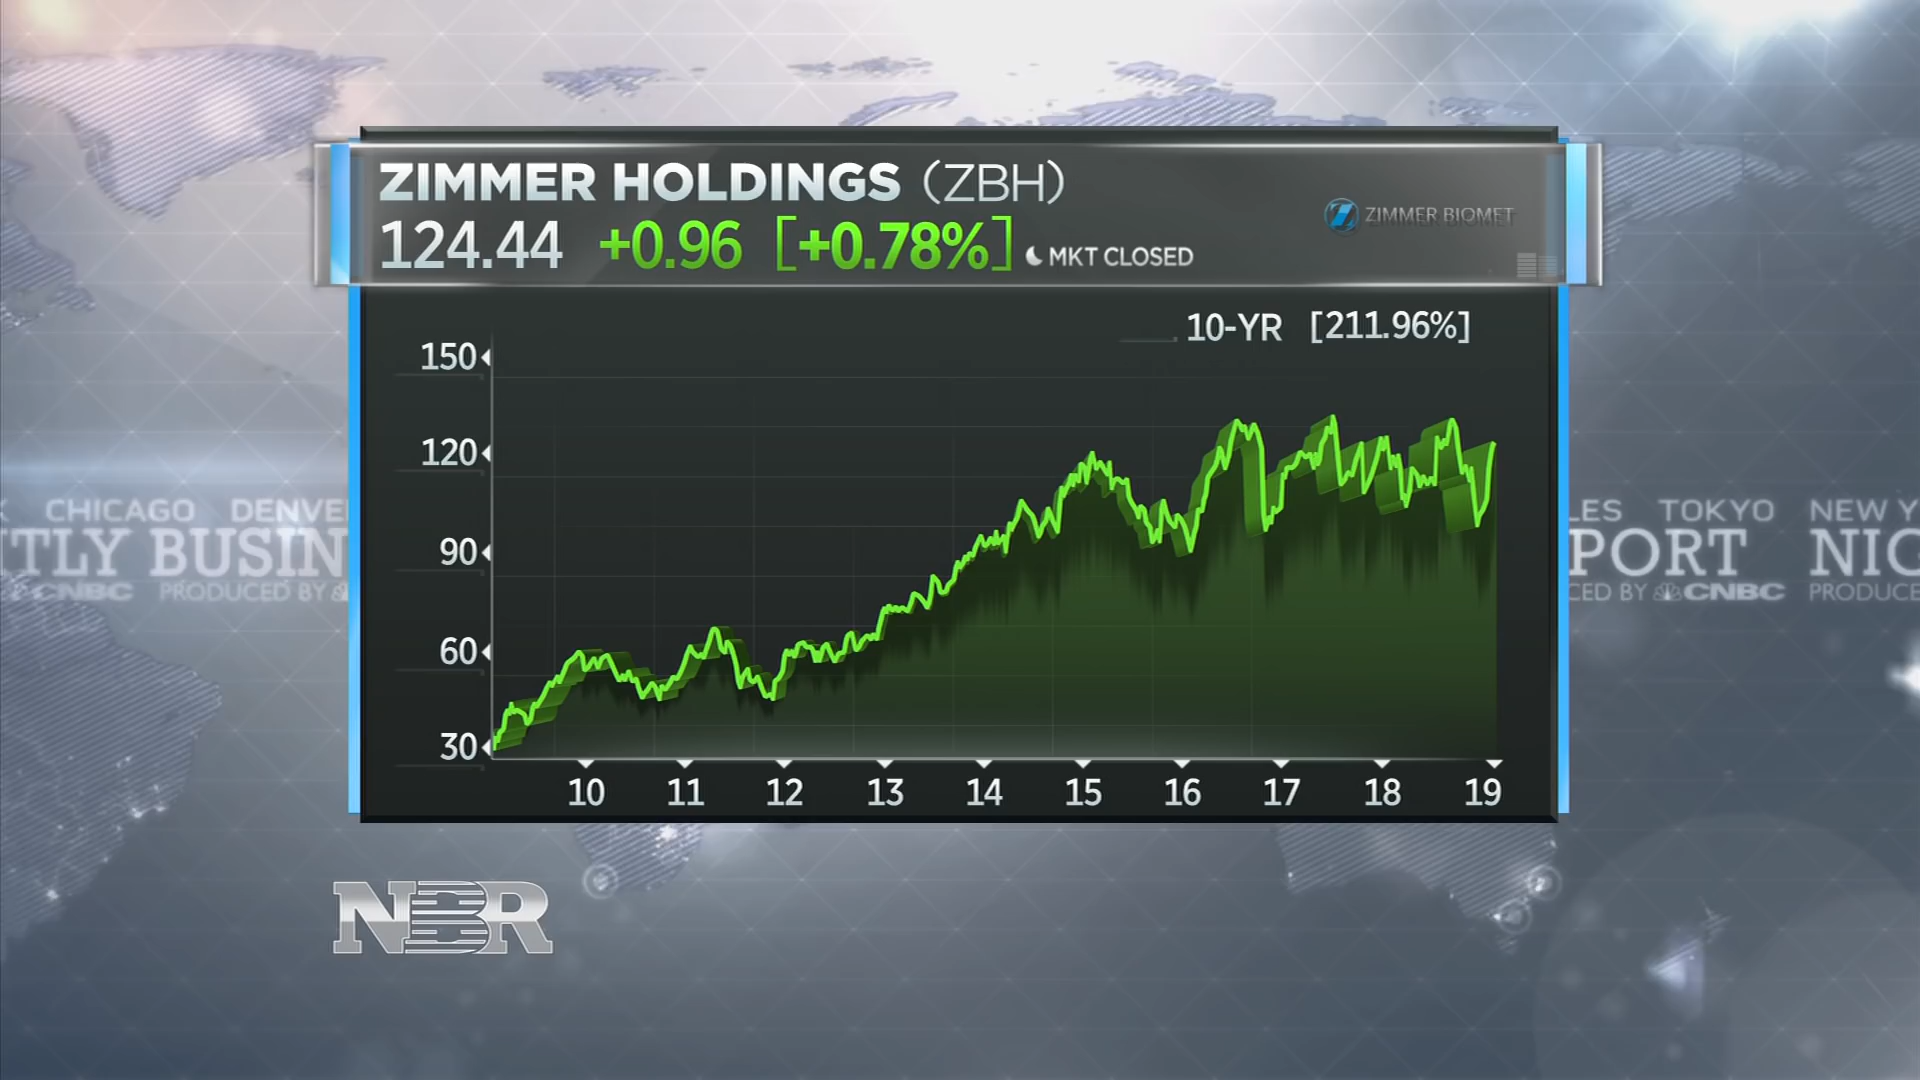 ZIMMER HOLDINGS (ZBH)
124.44 +0.96 [+0.78%] MKT CLOSED
ZIMMER BIOMET
10-YR [211.96%]
150
120
90
60
30
10 11 12 13 14 15 16 17 18 19
CHICAGO DENVE
TLY BUSIN
CNBC PRODUCED BY
LES TOKYO NEW Y
PORT NIG
CED BY CNBC PRODUCE
NBR